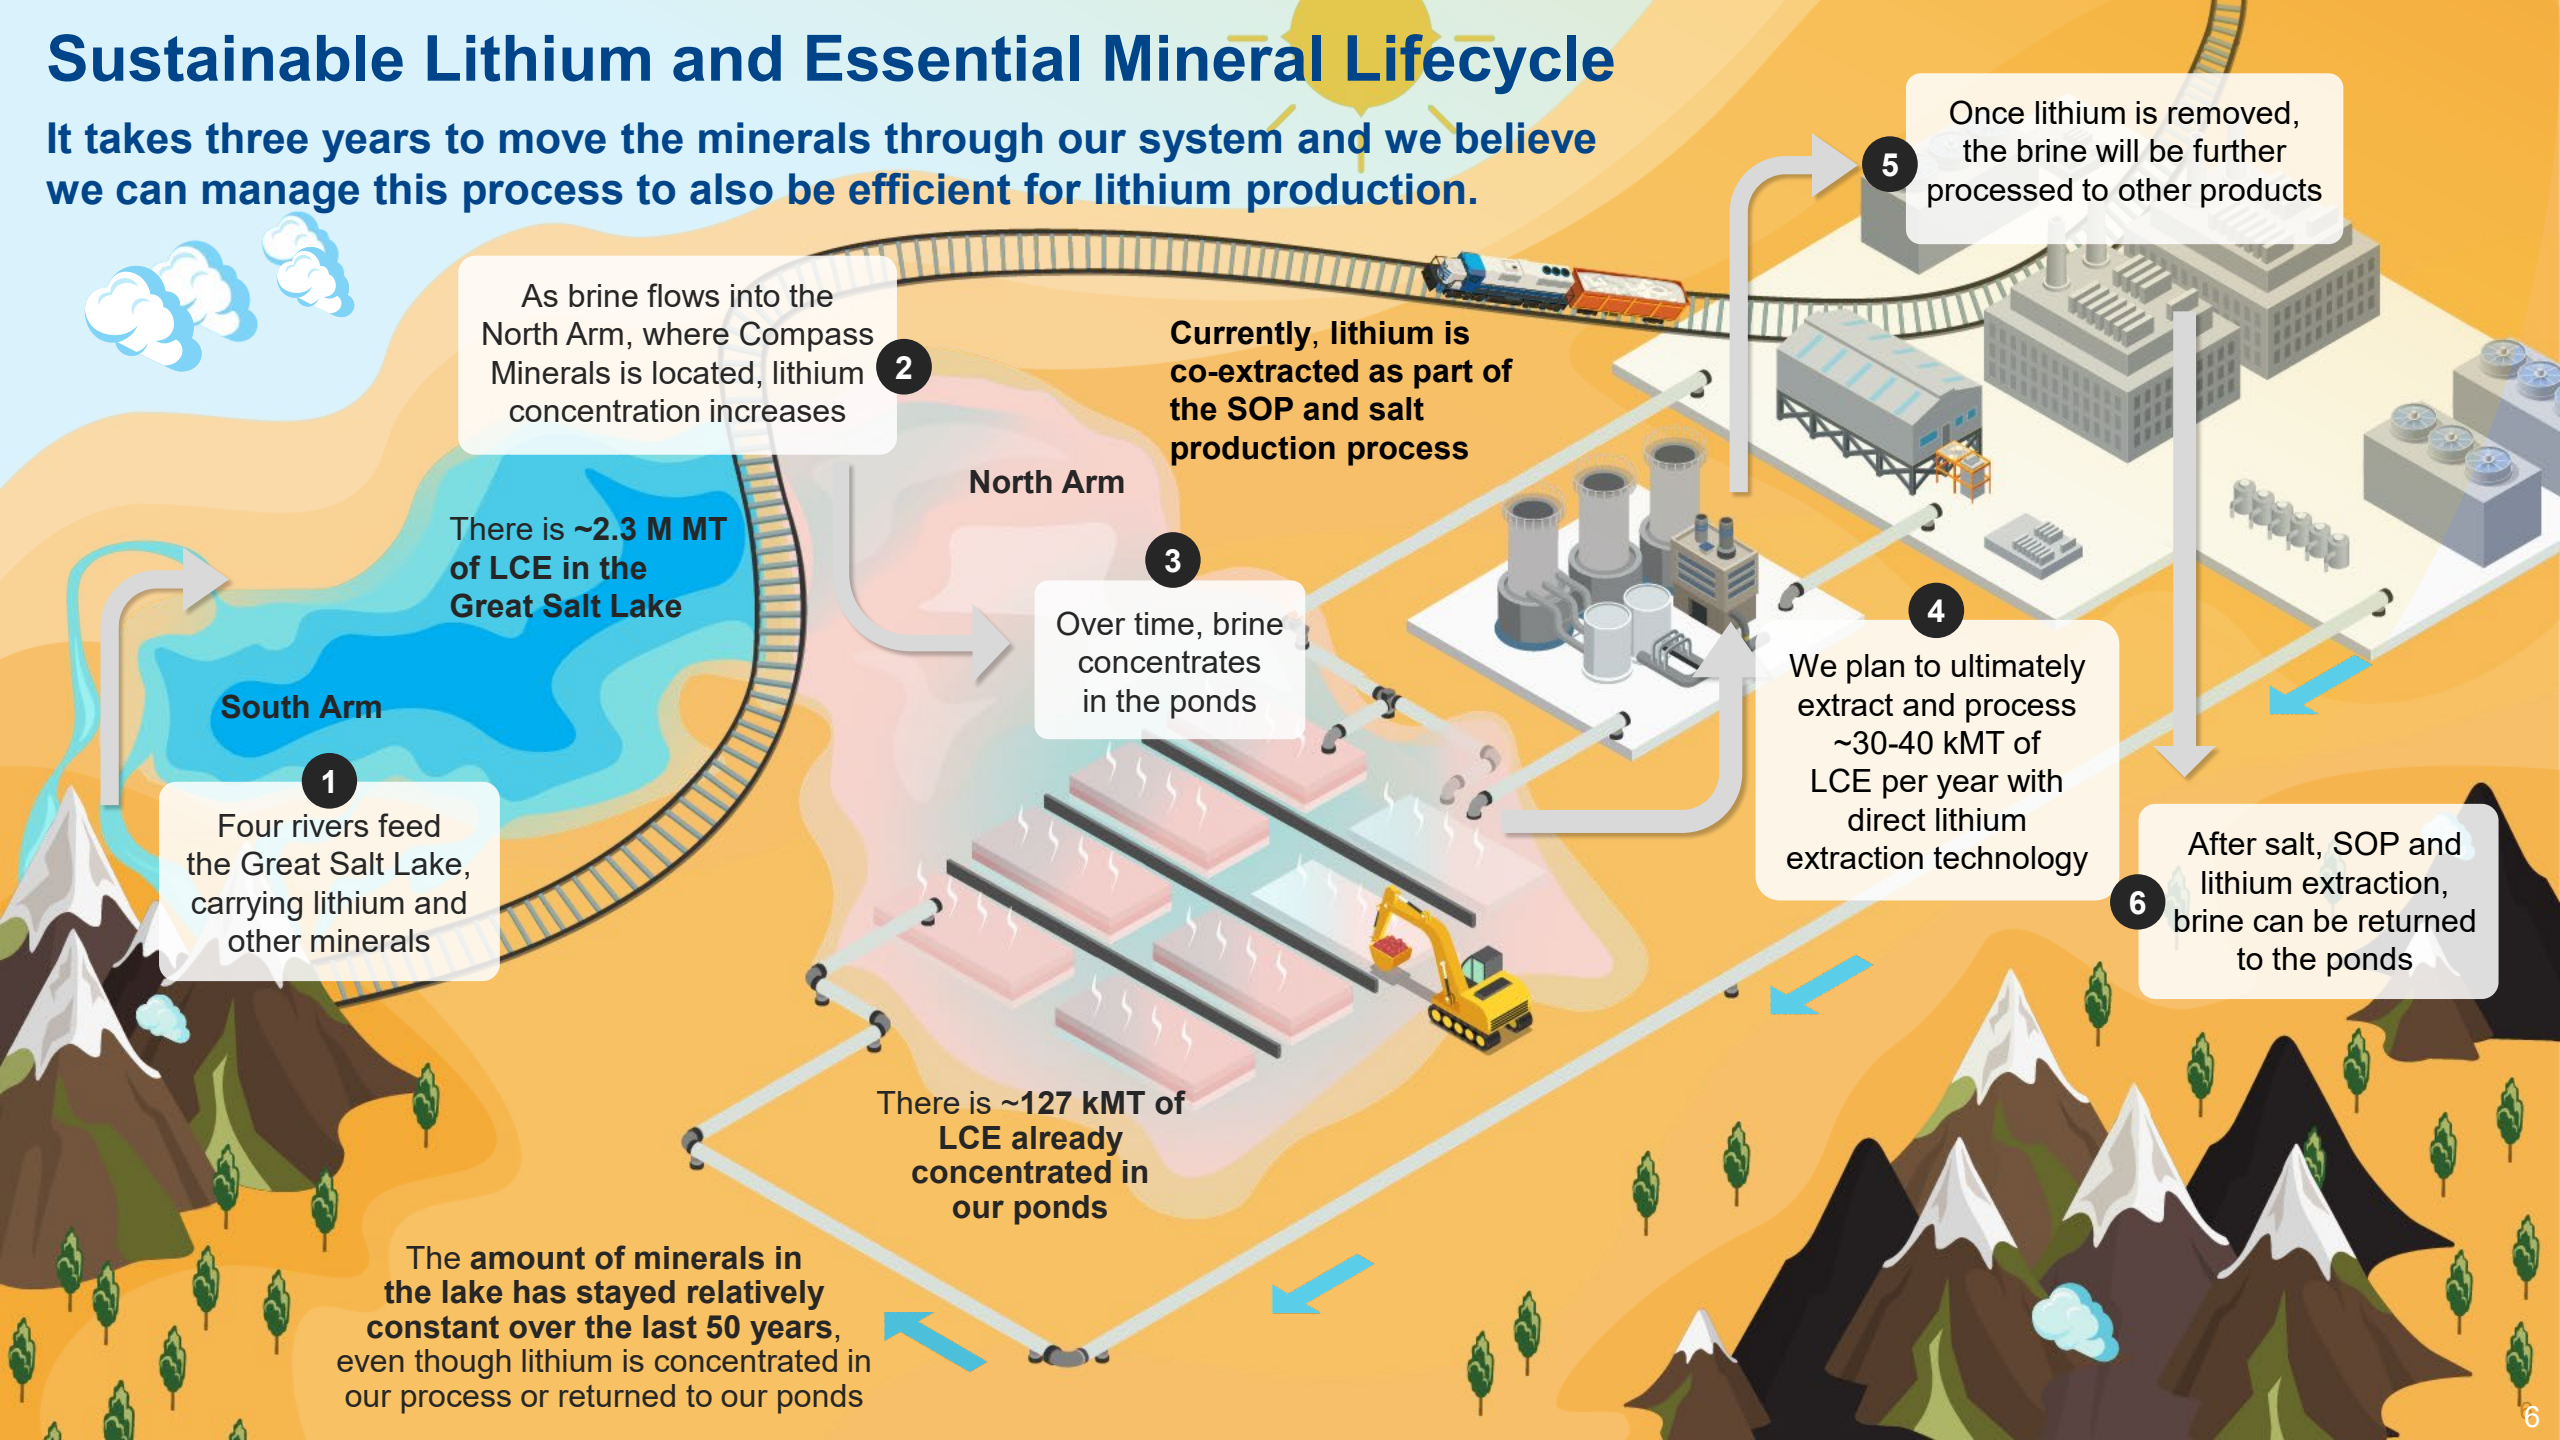 Sustainable Lithium and Essential Mineral Lifecycle
It takes three years to move the minerals through our system and we believe
we can manage this process to also be efficient for lithium production.
Once lithium is removed,
the brine will be further
processed to other products
5
As brine flows into the
North Arm, where Compass
Minerals is located, lithium
concentration increases
2
Currently, lithium is
co-extracted as part of
the SOP and salt
production process
North Arm
There is ~2.3 M MT
of LCE in the
Great Salt Lake
3
Over time, brine
concentrates
in the ponds
4
We plan to ultimately
extract and process
~30-40 kMT of
LCE per year with
direct lithium
extraction technology
South Arm
1
Four rivers feed
the Great Salt Lake,
carrying lithium and
other minerals
6
After salt, SOP and
lithium extraction,
brine can be returned
to the ponds
There is ~127 kMT of
LCE already
concentrated in
our ponds
The amount of minerals in
the lake has stayed relatively
constant over the last 50 years,
even though lithium is concentrated in
our process or returned to our ponds
6